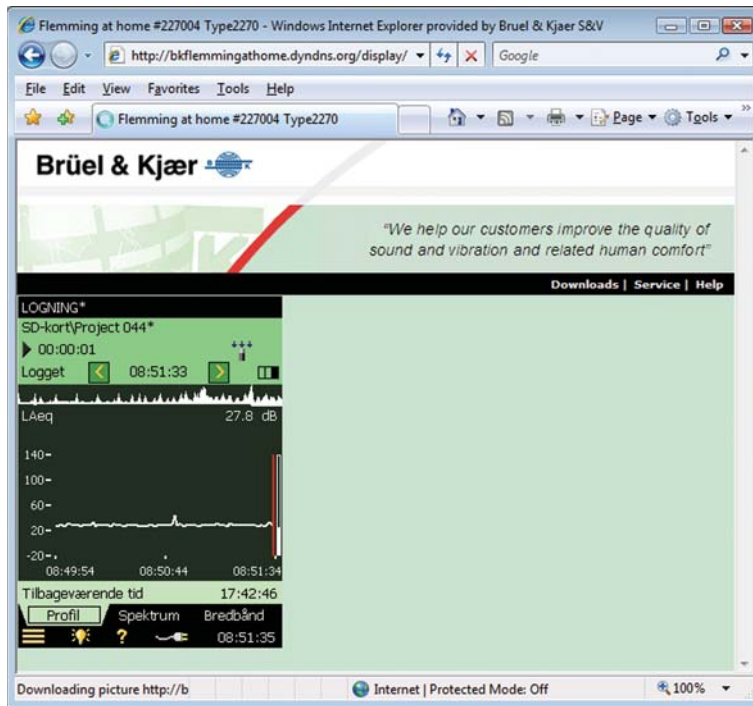 Flemming at home #227004 Type2270 - Windows Internet Explorer provided by Bruel & Kjaer S&V
http://bkflemmingathome.dyndns.org/display/ Google
File Edit View Favorites Tools Help
Flemming at home #227004 Type2270 Page Tools »
Brüel & Kjær
"We help our customers improve the quality of
sound and vibration and related human comfort"
Downloads | Service | Help
LOGNING*
SD-kort\Project 044*
00:00:01
Logget < 08:51:33 >
LAeq 27.8 dB
140-
100-
60-
20-
-20-
08:49:54 08:50:44 08:51:34
Tilbageværende tid 17:42:46
Profil Spektrum Bredbånd
? 08:51:35
Downloading picture http://b Internet | Protected Mode: Off 100%